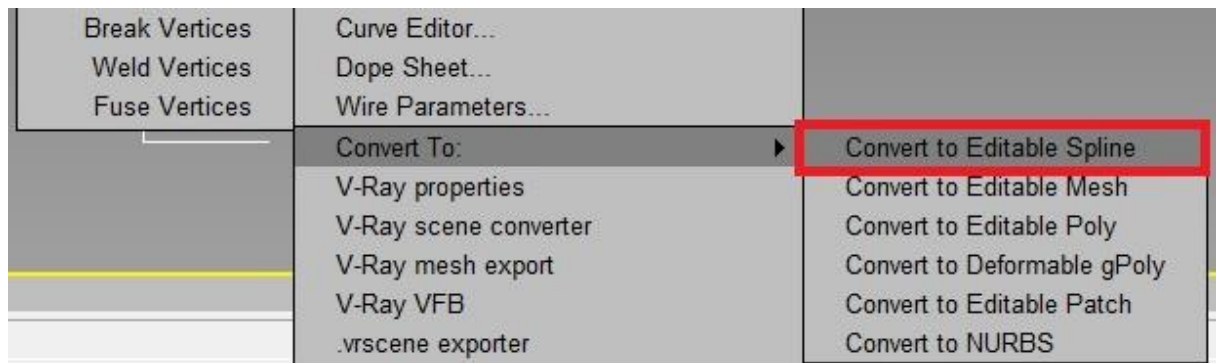 Break Vertices
Weld Vertices
Fuse Vertices
Curve Editor...
Dope Sheet...
Wire Parameters...
Convert To:
V-Ray properties
V-Ray scene converter
V-Ray mesh export
V-Ray VFB
.vrscene exporter
Convert to Editable Spline
Convert to Editable Mesh
Convert to Editable Poly
Convert to Deformable gPoly
Convert to Editable Patch
Convert to NURBS